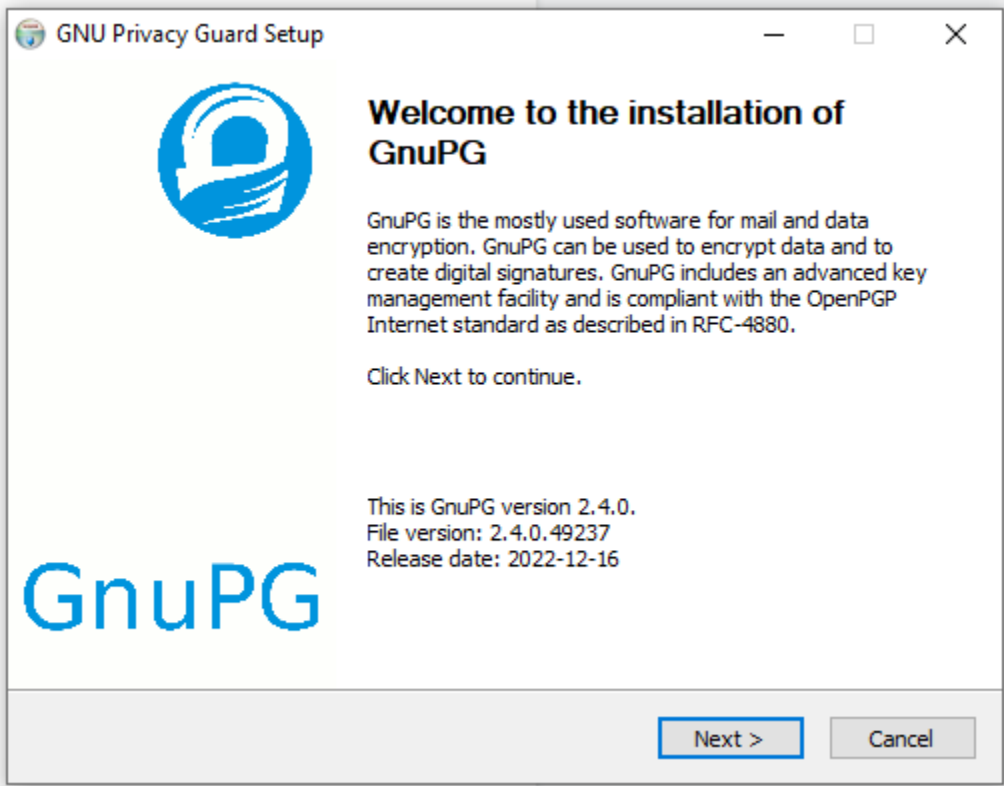 GNU Privacy Guard Setup
Welcome to the installation of
GnuPG
GnuPG is the mostly used software for mail and data
encryption. GnuPG can be used to encrypt data and to
create digital signatures. GnuPG includes an advanced key
management facility and is compliant with the OpenPGP
Internet standard as described in RFC-4880.
Click Next to continue.
This is GnuPG version 2.4.0.
File version: 2.4.0.49237
Release date: 2022-12-16
GnuPG
Next >
Cancel